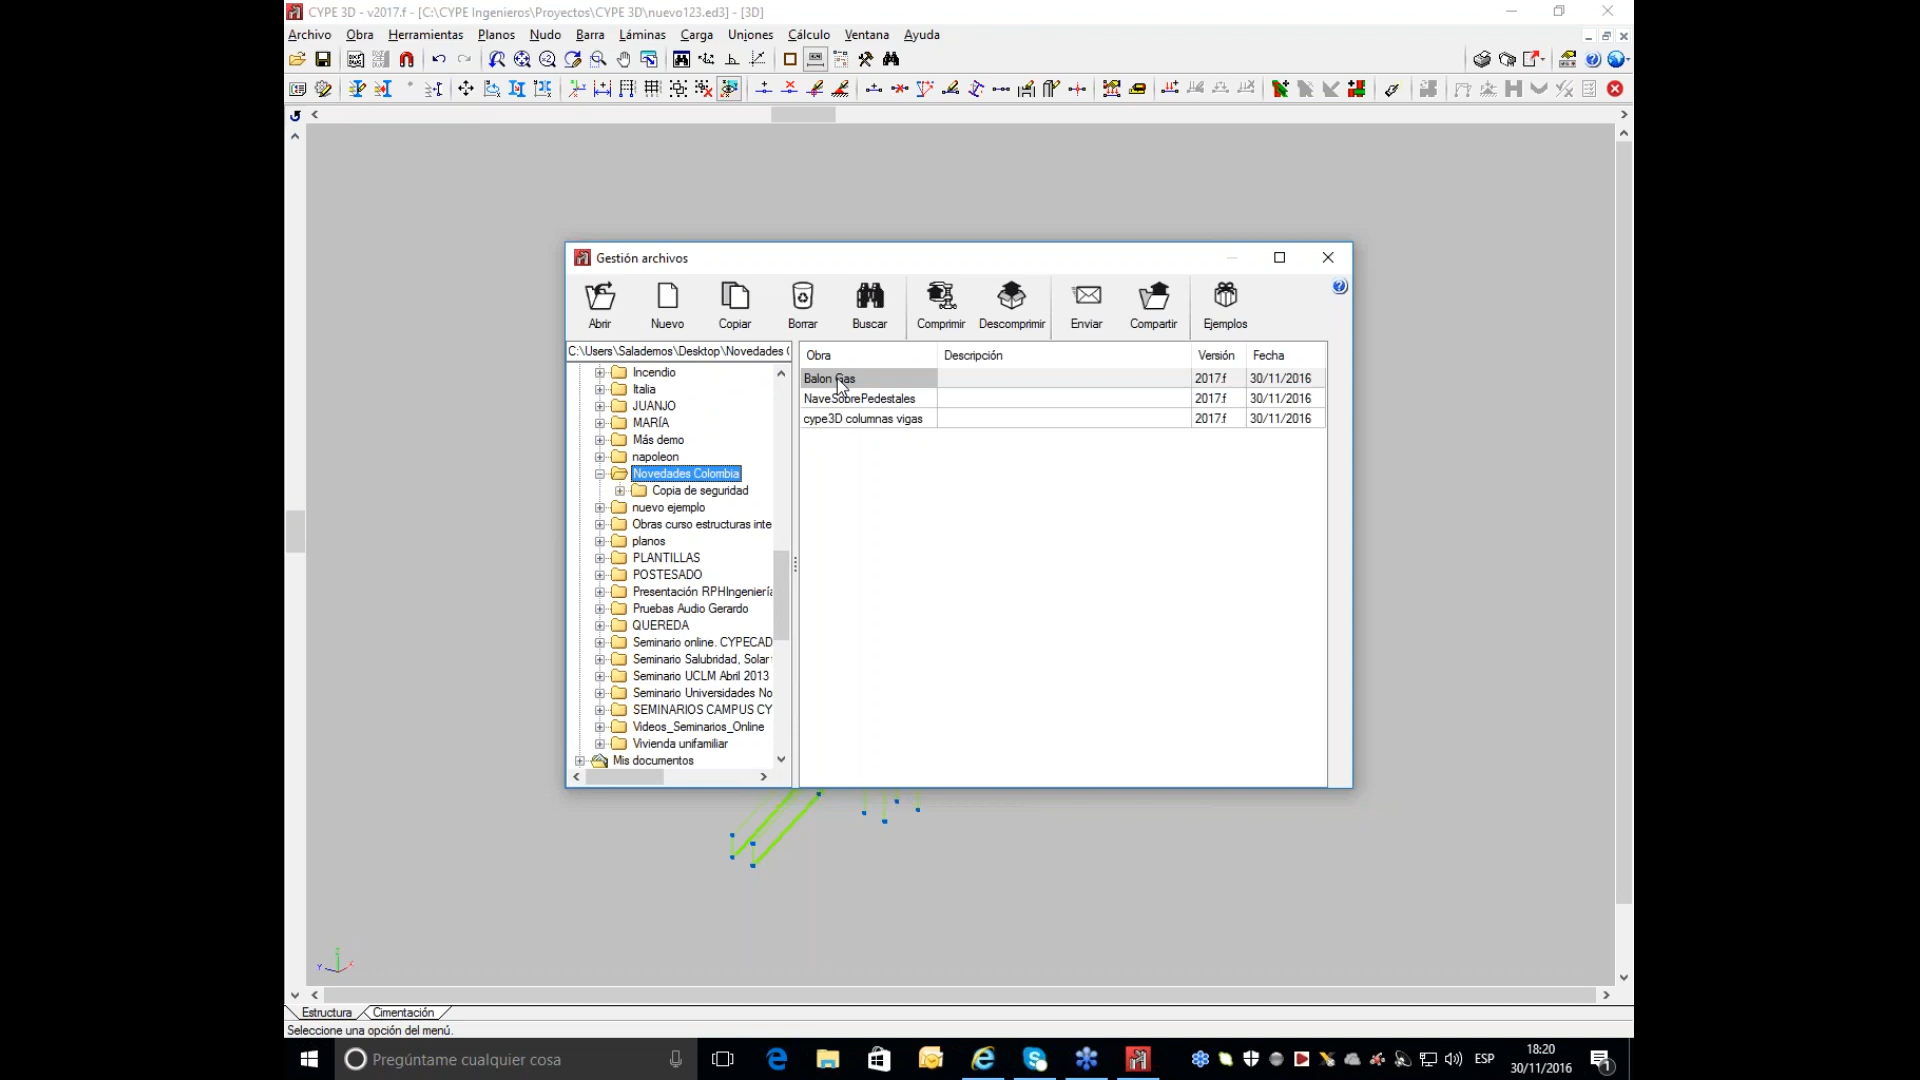 CYPE 3D - v2017.f - [C:\CYPE Ingenieros\Proyectos\CYPE 3D\nuevo123.ed3] - [3D]
Archivo Obra Herramientas Planos Nudo Barra Láminas Carga Uniones Cálculo Ventana Ayuda
Gestión archivos
Abrir Nuevo Copiar Borrar Buscar Comprimir Descomprimir Enviar Compartir Ejemplos
C:\Users\Salademos\Desktop\Novedades
Obra Descripción Versión Fecha
Balon Gas 2017.f 30/11/2016
NaveSobrePedestales 2017.f 30/11/2016
cype3D columnas vigas 2017.f 30/11/2016
Incendio
Italia
JUANJO
MARÍA
Más demo
napoleon
Novedades Colombia
Copia de seguridad
nuevo ejemplo
Obras curso estructuras inte
planos
PLANTILLAS
POSTESADO
Presentación RPHIngeniería
Pruebas Audio Gerardo
QUEREDA
Seminario online. CYPECAD
Seminario Salubridad, Solar
Seminario UCLM Abril 2013
Seminario Universidades No
SEMINARIOS CAMPUS CY
Videos_Seminarios_Online
Vivienda unifamiliar
Mis documentos
Estructura Cimentación
Seleccione una opción del menú.
Pregúntame cualquier cosa
ESP
18:20
30/11/2016